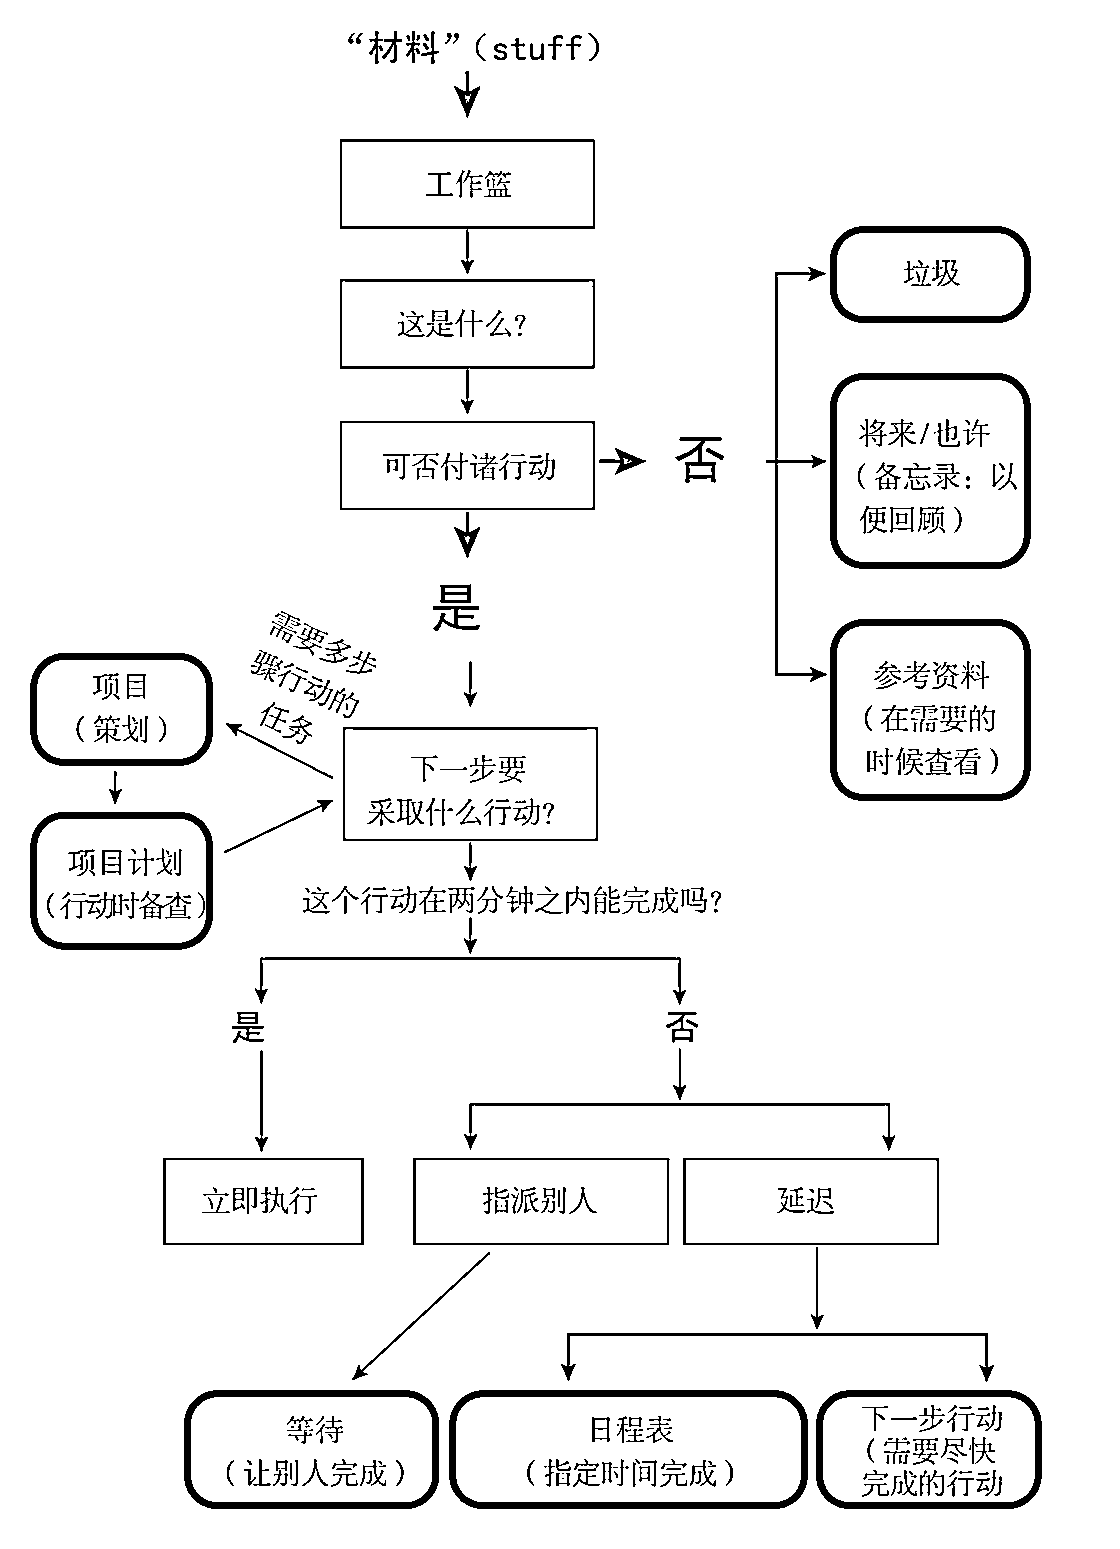 “材料”(stuff)
工作篮
这是什么?
可否付诸行动
否
垃圾
将来/也许
(备忘录: 以
便回顾)
参考资料
(在需要的
时候查看)
是
需要多步
骤行动的
任务
项目
(策划)
项目计划
(行动时备查)
下一步要
采取什么行动?
这个行动在两分钟之内能完成吗?
是
否
立即执行
指派别人
延迟
等待
(让别人完成)
日程表
(指定时间完成)
下一步行动
(需要尽快
完成的行动